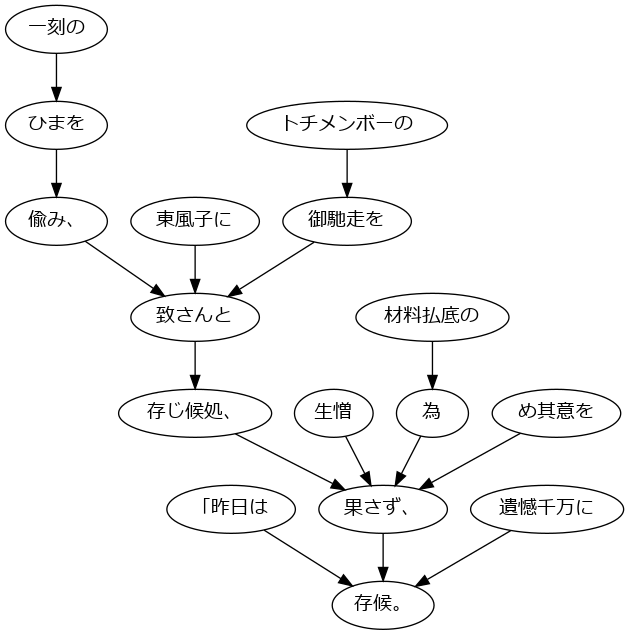 一刻の
ひまを
トチメンボーの
偸み、
東風子に
御馳走を
致さんと
材料払底の
存じ候処、
生憎
為
め其意を
「昨日は
果さず、
遺憾千万に
存候。